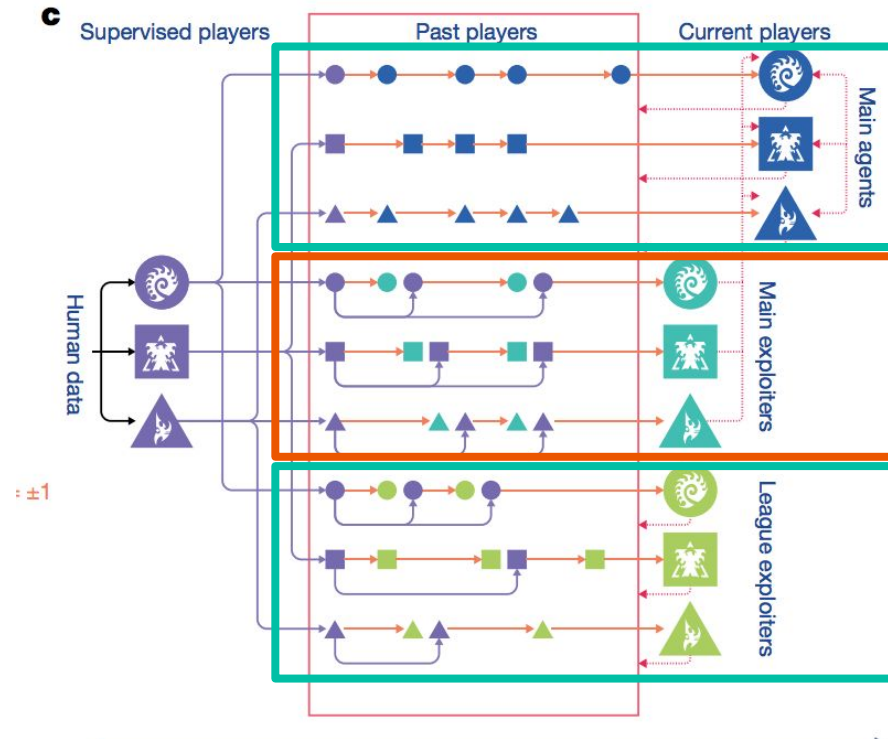 c
Supervised players
Past players
Current players
Main agents
Human data
Main exploiters
= ±1
League exploiters